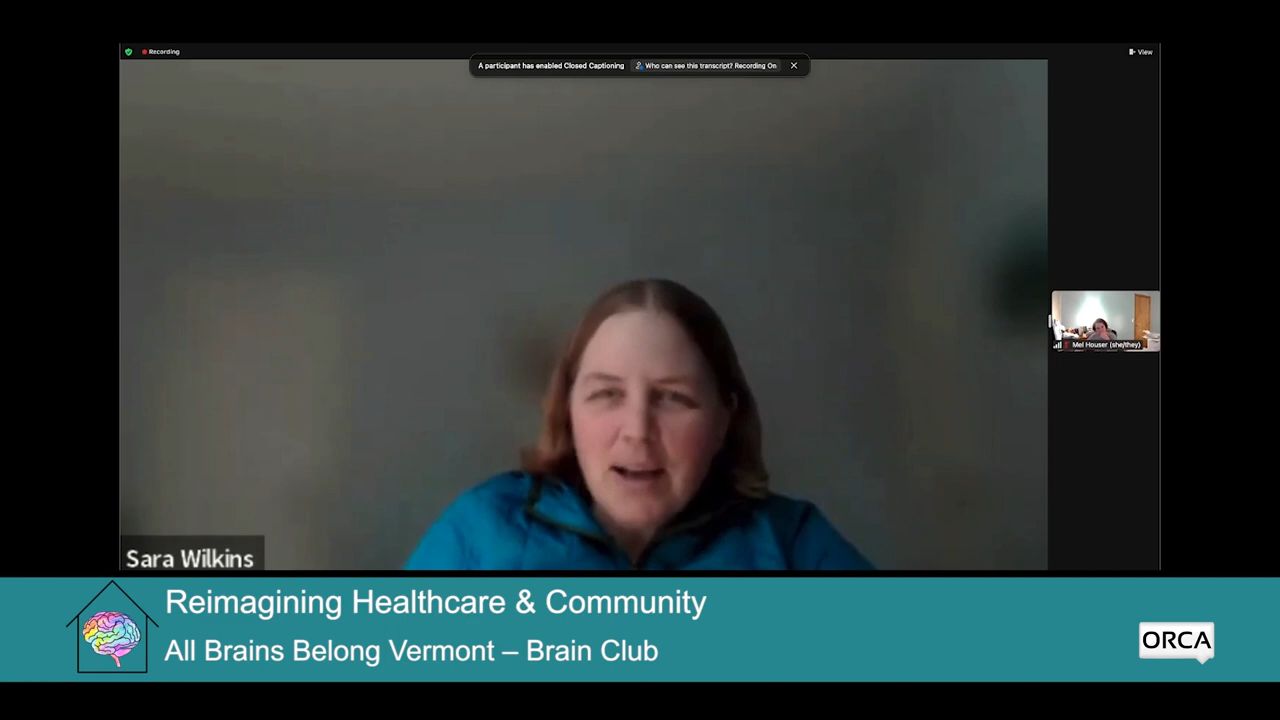 Recording
View
A participant has enabled Closed Captioning
Who can see this transcript? Recording On
Mel Houser (she/they)
Sara Wilkins
Reimagining Healthcare & Community
All Brains Belong Vermont – Brain Club
ORCA